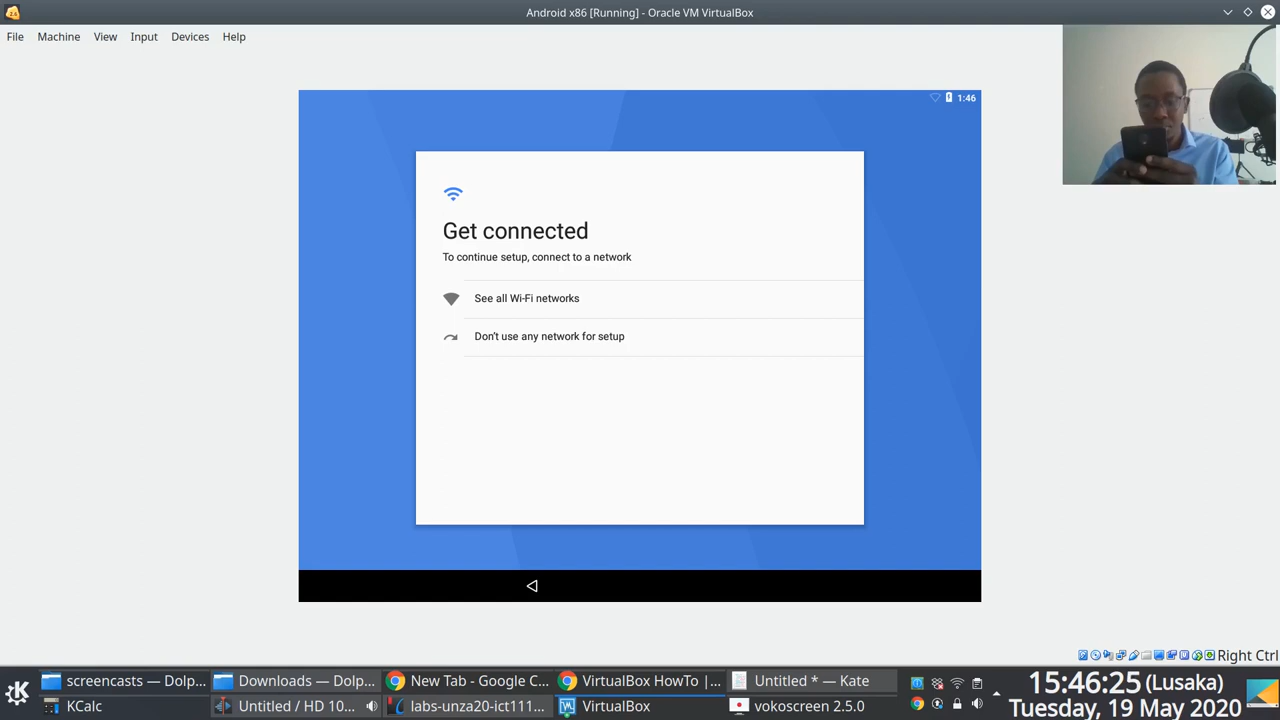 Android x86 [Running] - Oracle VM VirtualBox
File Machine View Input Devices Help
1:46
Get connected
To continue setup, connect to a network
See all Wi-Fi networks
Don't use any network for setup
Right Ctrl
screencasts — Dolp...
Downloads — Dolp...
New Tab - Google C...
VirtualBox HowTo |...
Untitled * — Kate
KCalc
Untitled / HD 10...
labs-unza20-ict111...
VirtualBox
vokoscreen 2.5.0
15:46:25 (Lusaka)
Tuesday, 19 May 2020